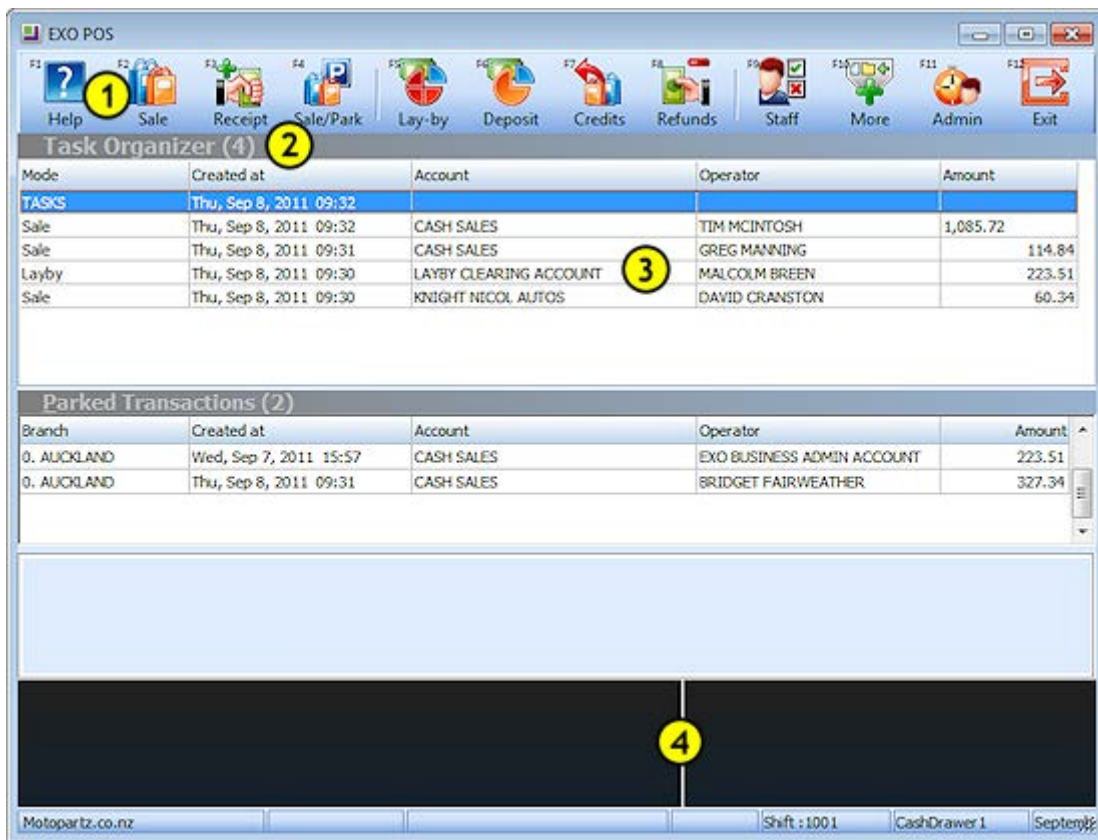 EXO POS
F1 F2 F3 F4 F5 F6 F7 F8 F9 F10 F11 F12
Help Sale Receipt Sale/Park Lay-by Deposit Credits Refunds Staff More Admin Exit
1
Task Organizer (4) 2
Mode Created at Account Operator Amount
TASKS Thu, Sep 8, 2011 09:32
Sale Thu, Sep 8, 2011 09:32 CASH SALES TIM MCINTOSH 1,085.72
Sale Thu, Sep 8, 2011 09:31 CASH SALES GREG MANNING 114.84
Layby Thu, Sep 8, 2011 09:30 LAYBY CLEARING ACCOUNT 3 MALCOLM BREEN 223.51
Sale Thu, Sep 8, 2011 09:30 KNIGHT NICOL AUTOS DAVID CRANSTON 60.34
Parked Transactions (2)
Branch Created at Account Operator Amount
0. AUCKLAND Wed, Sep 7, 2011 15:57 CASH SALES EXO BUSINESS ADMIN ACCOUNT 223.51
0. AUCKLAND Thu, Sep 8, 2011 09:31 CASH SALES BRIDGET FAIRWEATHER 327.34
4
Motopartz.co.nz Shift :1001 CashDrawer1